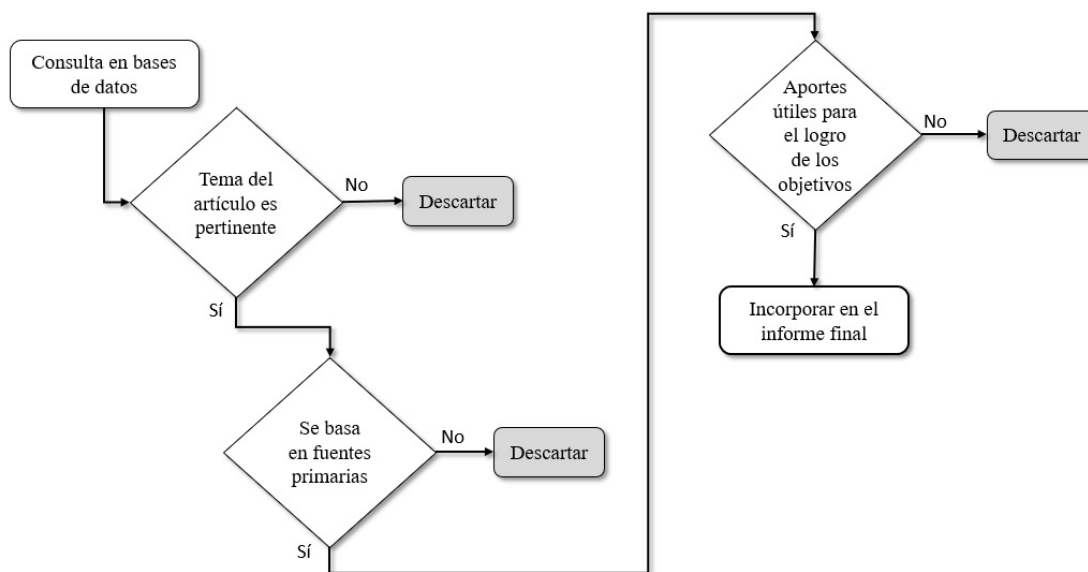 Consulta en bases
de datos
Tema del
artículo es
pertinente
No
Descartar
Sí
Se basa
en fuentes
primarias
No
Descartar
Sí
Aportes
útiles para
el logro
de los
objetivos
No
Descartar
Sí
Incorporar en el
informe final